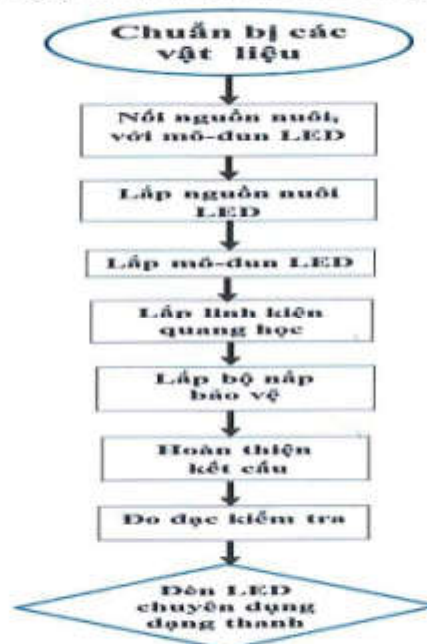 Chuẩn bị các
vật liệu
Nối nguồn nuôi,
với mô-đun LED
Lắp nguồn nuôi
LED
Lắp mô-đun LED
Lắp linh kiện
quang học
Lắp bộ nắp
bảo vệ
Hoàn thiện
kết cấu
Đo đạc kiểm tra
Đèn LED
chuyên dụng
dạng thanh